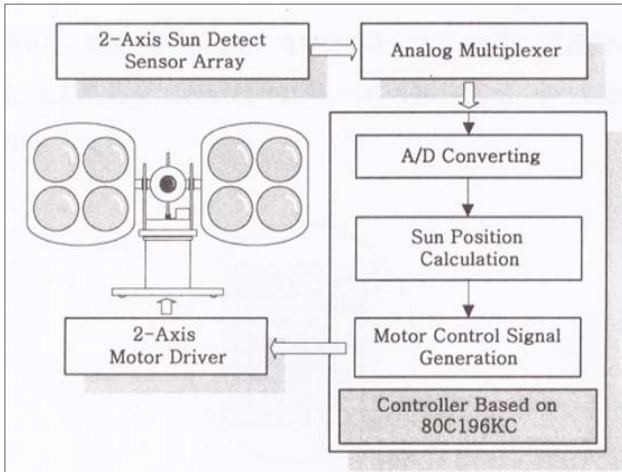 2-Axis Sun Detect
Sensor Array
Analog Multiplexer
A/D Converting
Sun Position
Calculation
Motor Control Signal
Generation
2-Axis
Motor Driver
Controller Based on
80C196KC